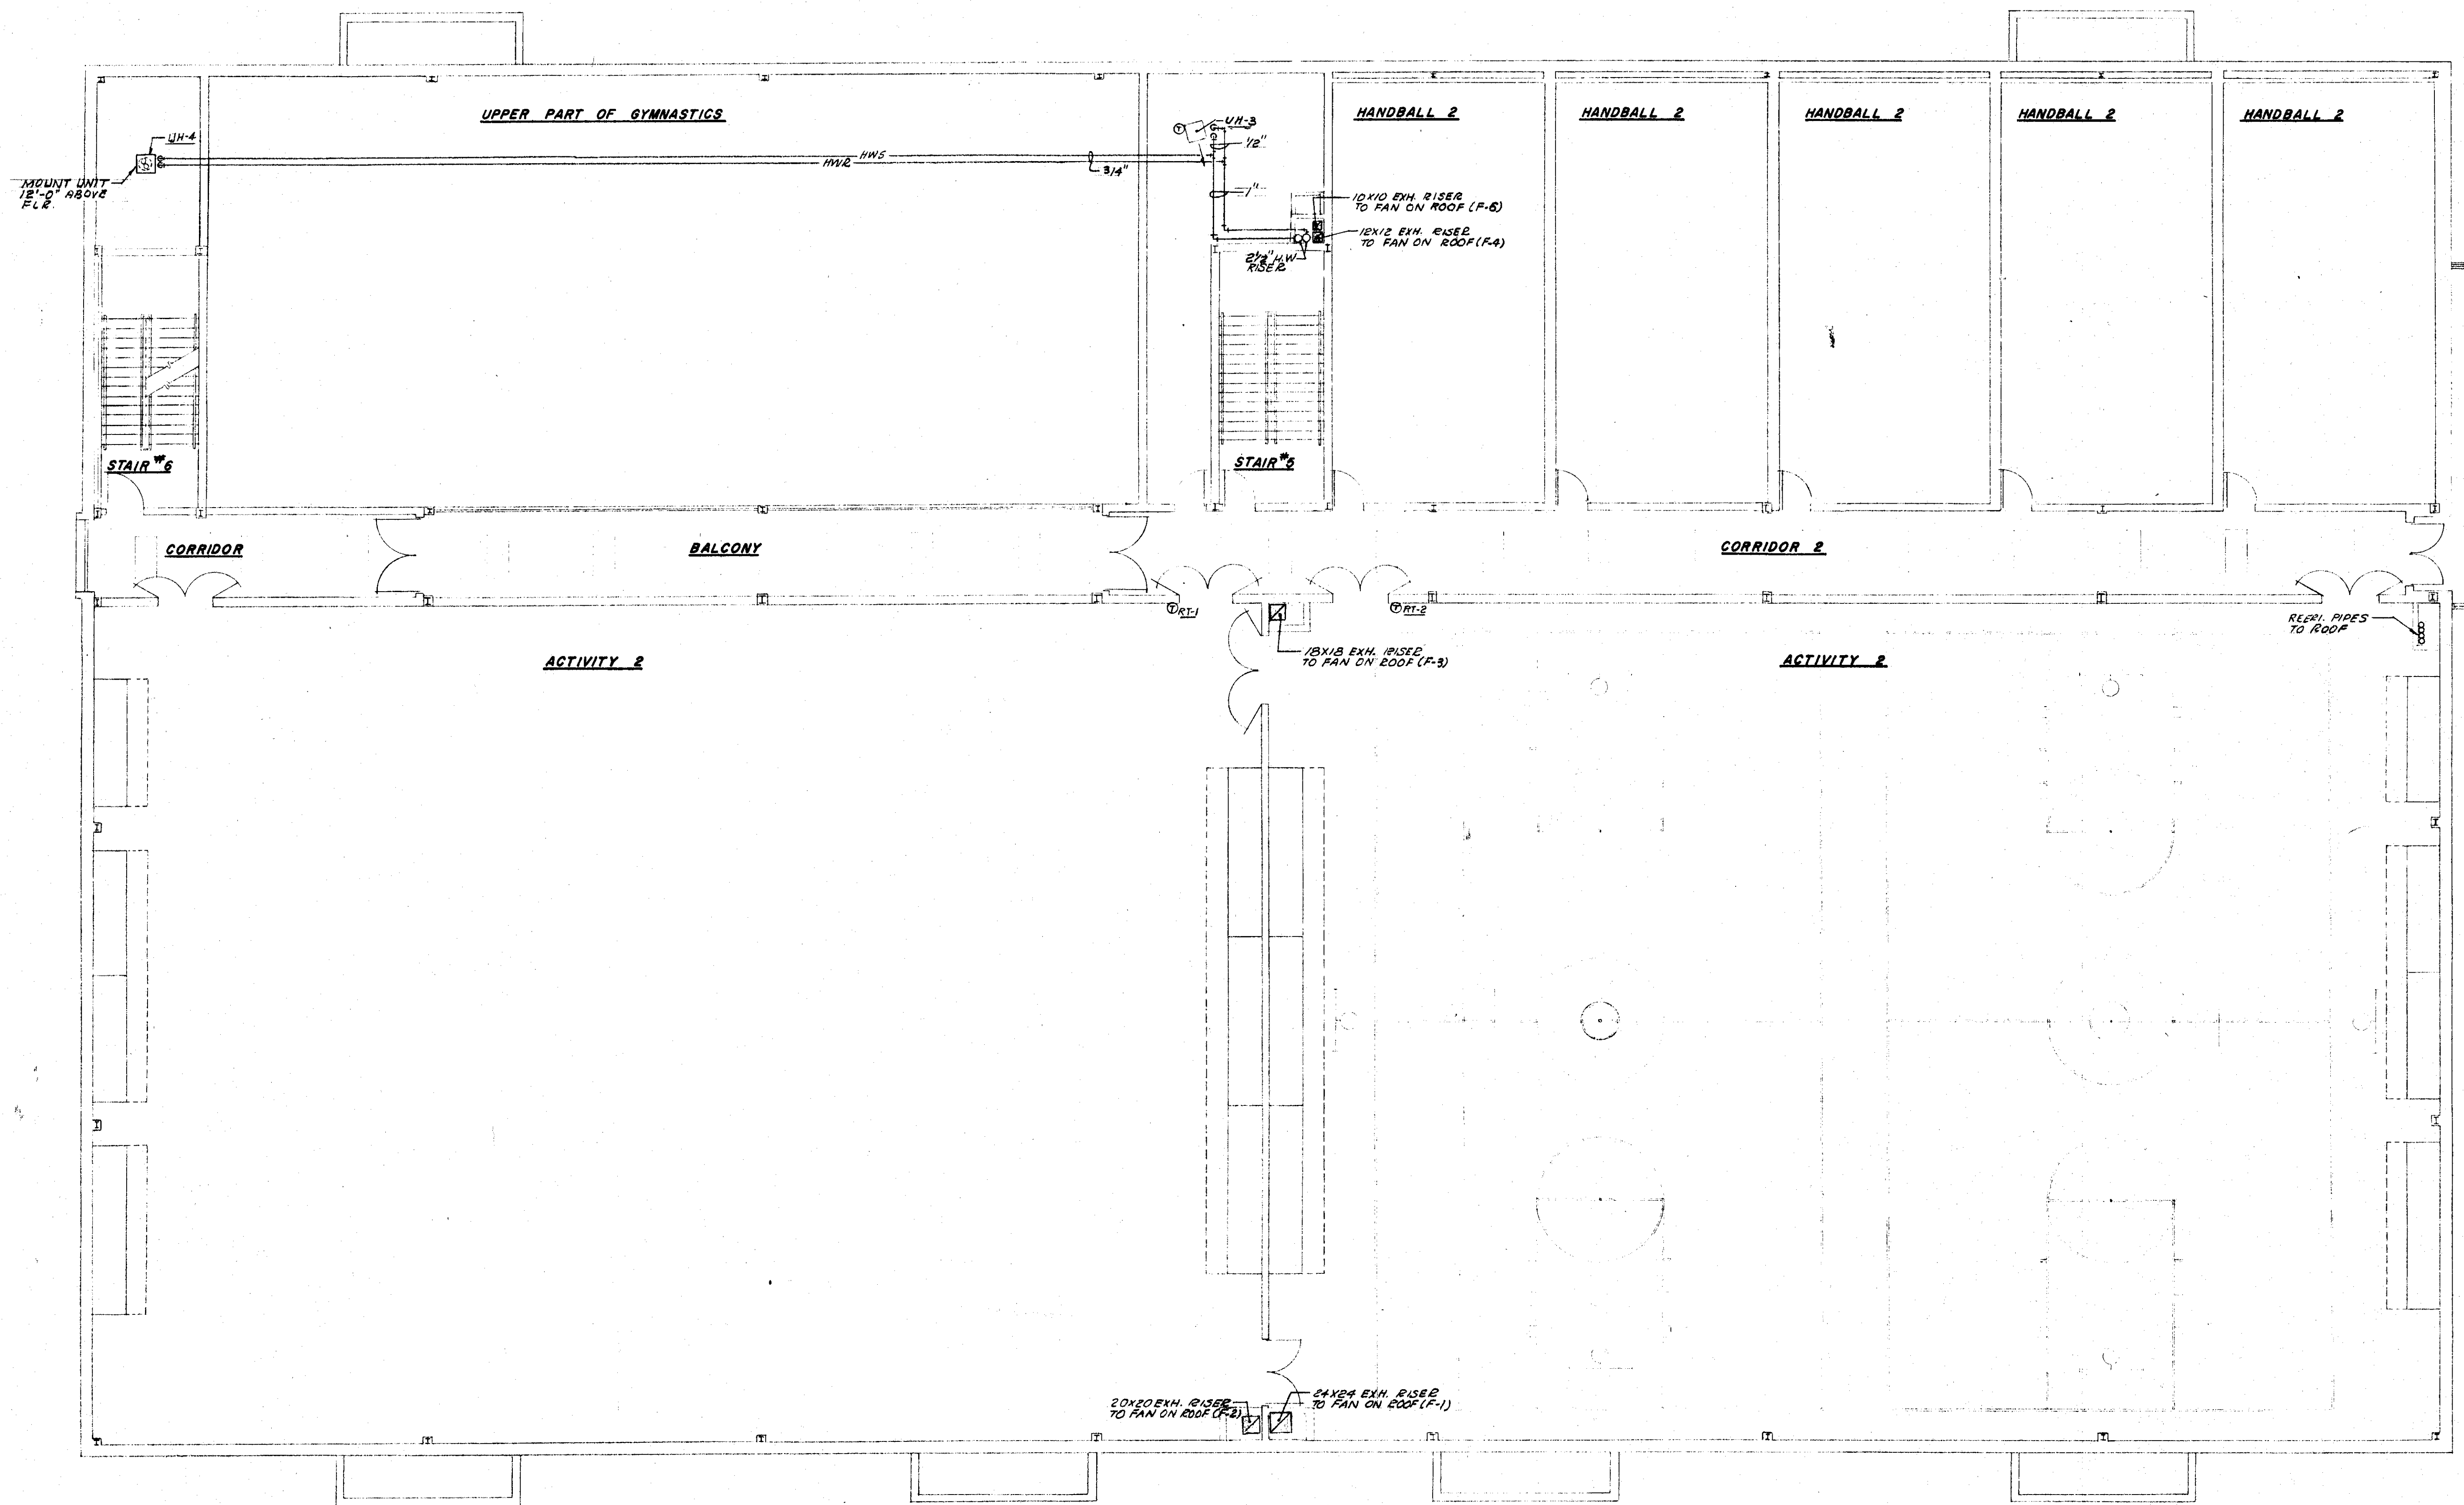 UPPER PART OF GYMNASTICS
HANDBALL 2
HANDBALL 2
HANDBALL 2
HANDBALL 2
HANDBALL 2
UH-4
MOUNT UNIT
12'-0" ABOVE
FLR.
HWS
HWR
3/4"
T
UH-3
1/2"
1"
10X10 EXH. RISER
TO FAN ON ROOF (F-6)
12X12 EXH. RISER
TO FAN ON ROOF (F-4)
2½" H.W
RISER
STAIR #6
STAIR #5
CORRIDOR
BALCONY
CORRIDOR 2
T RT-1
T RT-2
18X18 EXH. RISER
TO FAN ON ROOF (F-3)
REFRI. PIPES
TO ROOF
ACTIVITY 2
ACTIVITY 2
20X20 EXH. RISER
TO FAN ON ROOF (F-2)
24X24 EXH. RISER
TO FAN ON ROOF (F-1)